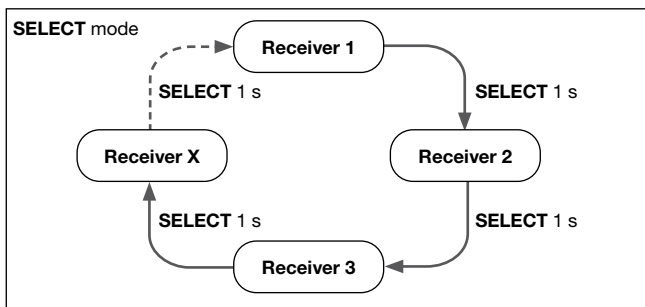 SELECT mode
Receiver 1
SELECT 1 s
SELECT 1 s
Receiver X
Receiver 2
SELECT 1 s
SELECT 1 s
Receiver 3